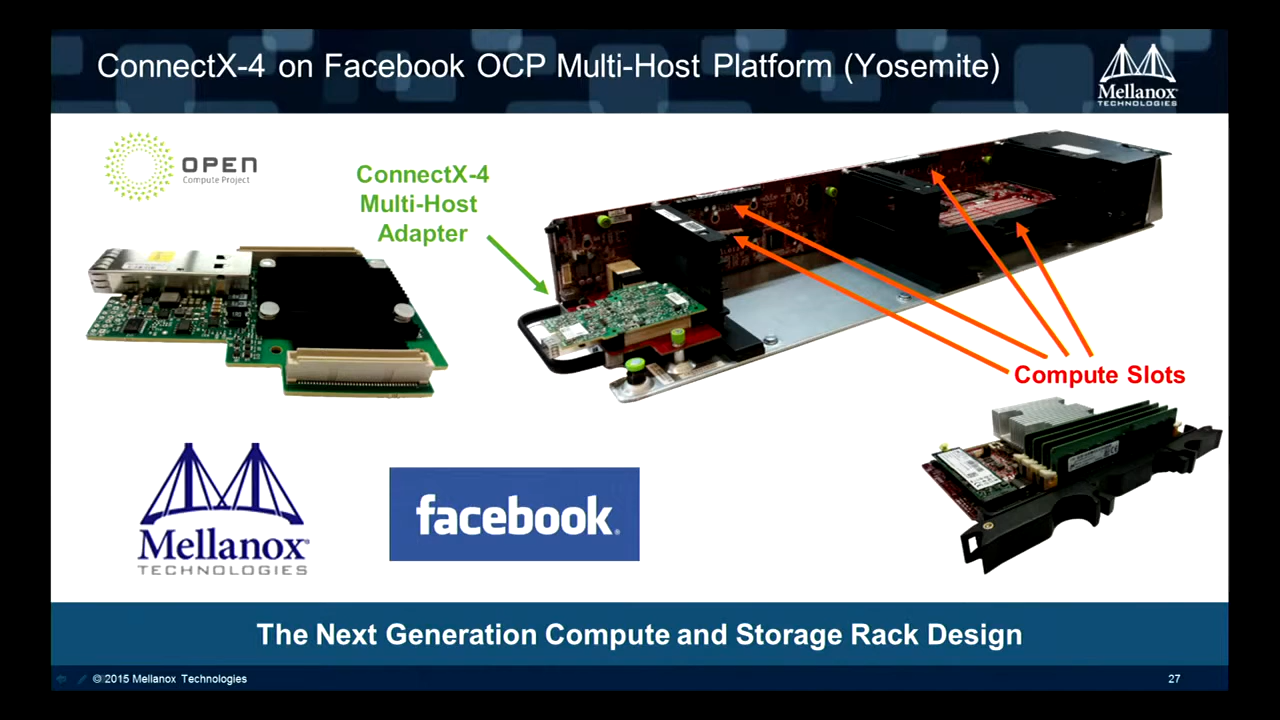 ConnectX-4 on Facebook OCP Multi-Host Platform (Yosemite)
Mellanox
TECHNOLOGIES
OPEN
Compute Project
ConnectX-4
Multi-Host
Adapter
Compute Slots
Mellanox
TECHNOLOGIES
facebook
The Next Generation Compute and Storage Rack Design
© 2015 Mellanox Technologies
27